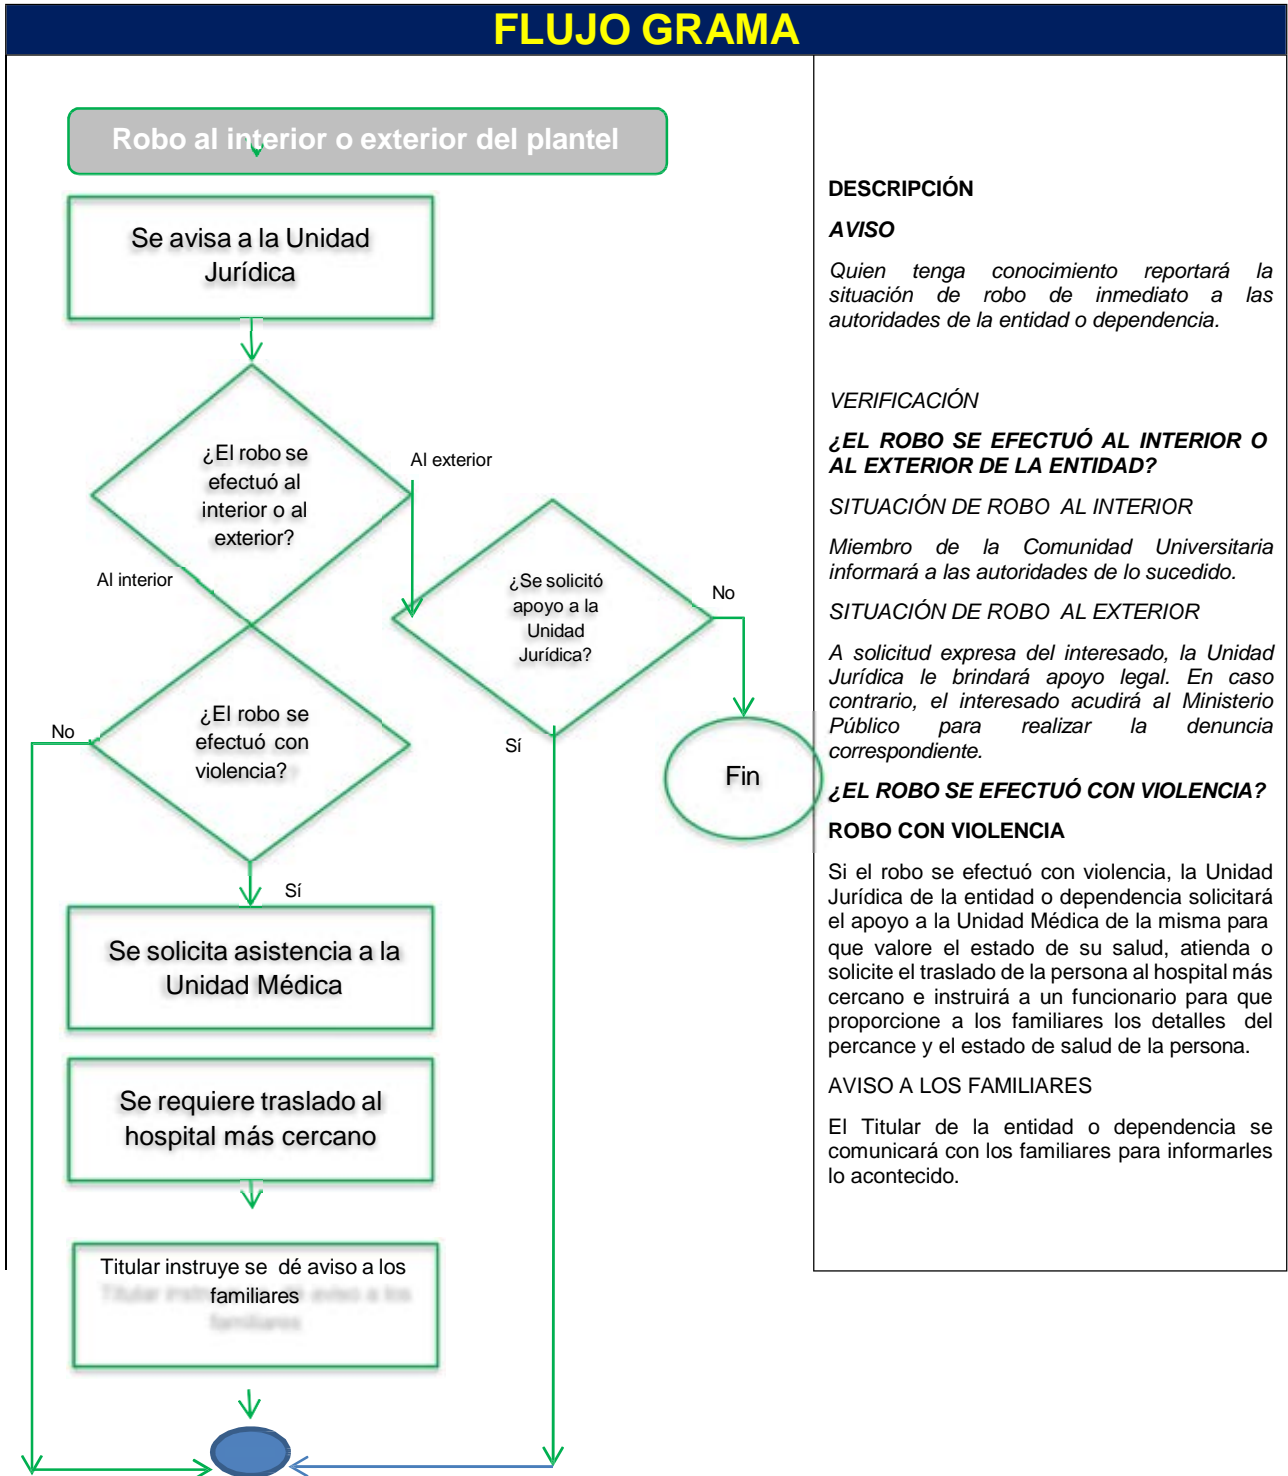 FLUJO GRAMA
Robo al interior o exterior del plantel
Se avisa a la Unidad
Jurídica
¿El robo se
efectuó al
interior o al
exterior?
Al exterior
Al interior
¿Se solicitó
apoyo a la
Unidad
Jurídica?
No
Sí
Fin
¿El robo se
efectuó con
violencia?
No
Sí
Se solicita asistencia a la
Unidad Médica
Se requiere traslado al
hospital más cercano
Titular instruye se dé aviso a los
familiares
DESCRIPCIÓN
AVISO
Quien tenga conocimiento reportará la
situación de robo de inmediato a las
autoridades de la entidad o dependencia.
VERIFICACIÓN
¿EL ROBO SE EFECTUÓ AL INTERIOR O
AL EXTERIOR DE LA ENTIDAD?
SITUACIÓN DE ROBO AL INTERIOR
Miembro de la Comunidad Universitaria
informará a las autoridades de lo sucedido.
SITUACIÓN DE ROBO AL EXTERIOR
A solicitud expresa del interesado, la Unidad
Jurídica le brindará apoyo legal. En caso
contrario, el interesado acudirá al Ministerio
Público para realizar la denuncia
correspondiente.
¿EL ROBO SE EFECTUÓ CON VIOLENCIA?
ROBO CON VIOLENCIA
Si el robo se efectuó con violencia, la Unidad
Jurídica de la entidad o dependencia solicitará
el apoyo a la Unidad Médica de la misma para
que valore el estado de su salud, atienda o
solicite el traslado de la persona al hospital más
cercano e instruirá a un funcionario para que
proporcione a los familiares los detalles del
percance y el estado de salud de la persona.
AVISO A LOS FAMILIARES
El Titular de la entidad o dependencia se
comunicará con los familiares para informarles
lo acontecido.